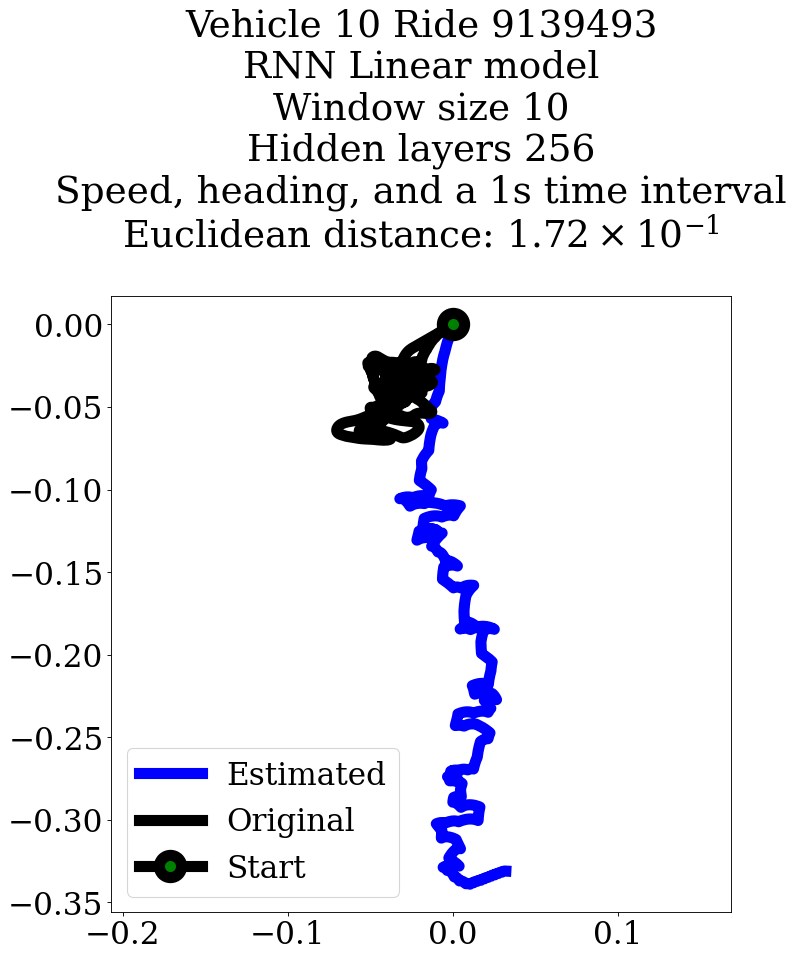 Vehicle 10 Ride 9139493
RNN Linear model
Window size 10
Hidden layers 256
Speed, heading, and a 1s time interval
Euclidean distance: 1.72 × 10⁻¹
0.00
−0.05
−0.10
−0.15
−0.20
−0.25
−0.30
−0.35
Estimated
Original
Start
−0.2 −0.1 0.0 0.1